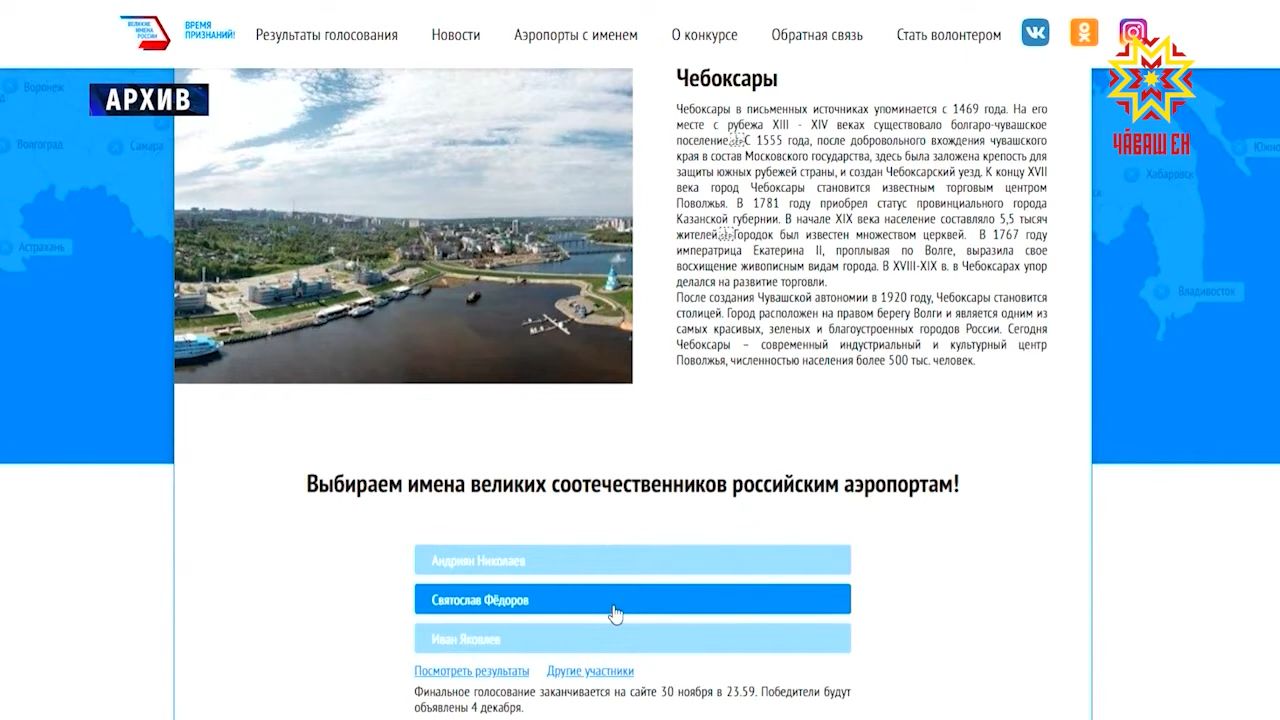 ВЕЛИКИЕ
ИМЕНА
РОССИИ
ВРЕМЯ
ПРИЗНАНИЙ!
Результаты голосования
Новости
Аэропорты с именем
О конкурсе
Обратная связь
Стать волонтером
АРХИВ
ЧӐВАШ ЕН
Воронеж
Волгоград
Самара
Астрахань
Хабаровск
Владивосток
Чебоксары
Чебоксары в письменных источниках упоминается с 1469 года. На его
месте с рубежа XIII - XIV веках существовало болгаро-чувашское
поселение. С 1555 года, после добровольного вхождения чувашского
края в состав Московского государства, здесь была заложена крепость для
защиты южных рубежей страны, и создан Чебоксарский уезд. К концу XVII
века город Чебоксары становится известным торговым центром
Поволжья. В 1781 году приобрел статус провинциального города
Казанской губернии. В начале XIX века население составляло 5,5 тысяч
жителей. Городок был известен множеством церквей. В 1767 году
императрица Екатерина II, проплывая по Волге, выразила свое
восхищение живописным видам города. В XVIII-XIX в. в Чебоксарах упор
делался на развитие торговли.
После создания Чувашской автономии в 1920 году, Чебоксары становится
столицей. Город расположен на правом берегу Волги и является одним из
самых красивых, зеленых и благоустроенных городов России. Сегодня
Чебоксары – современный индустриальный и культурный центр
Поволжья, численностью населения более 500 тыс. человек.
Выбираем имена великих соотечественников российским аэропортам!
Андриян Николаев
Святослав Фёдоров
Иван Яковлев
Посмотреть результаты Другие участники
Финальное голосование заканчивается на сайте 30 ноября в 23.59. Победители будут
объявлены 4 декабря.